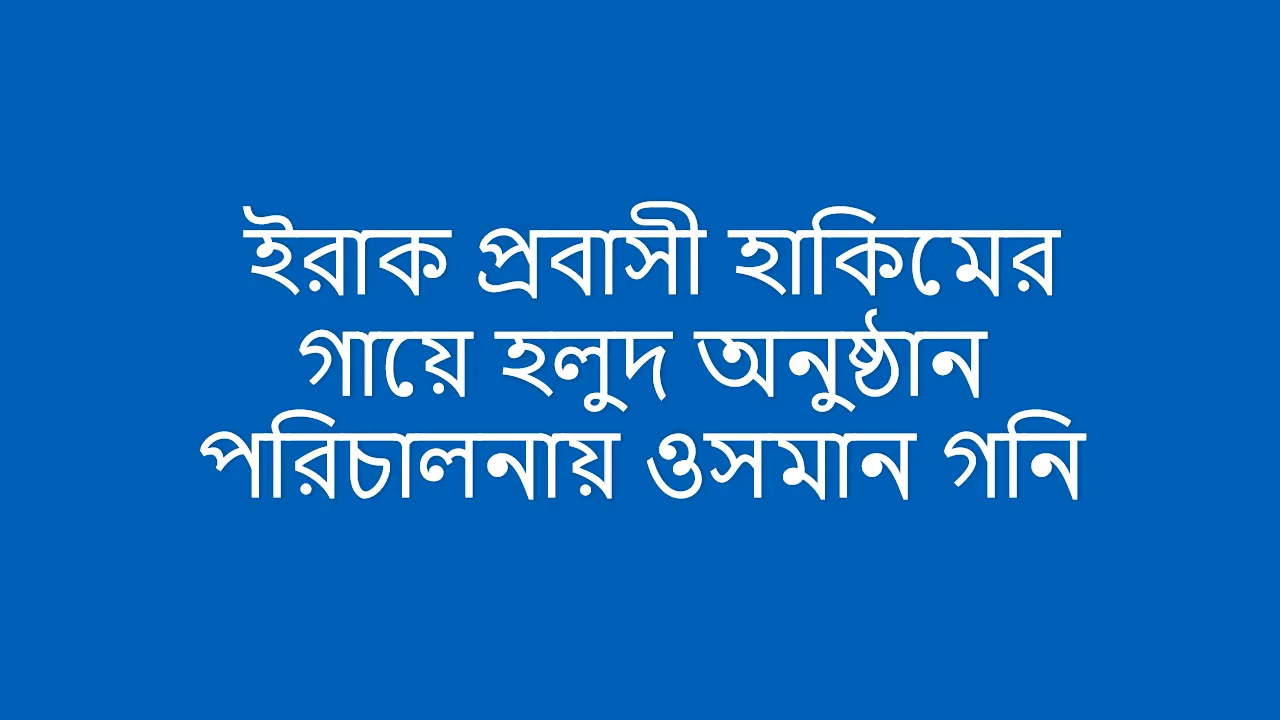 ইরাক প্রবাসী হাকিমের
গায়ে হলুদ অনুষ্ঠান
পরিচালনায় ওসমান গনি